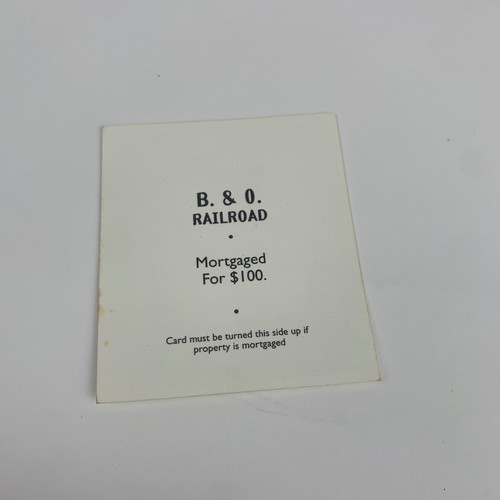 B. & O.
RAILROAD
•
Mortgaged
For $100.
•
Card must be turned this side up if
property is mortgaged